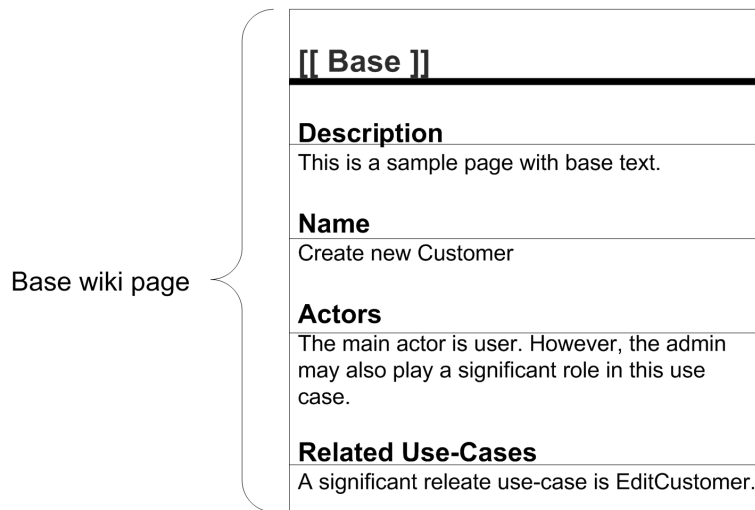 [[ Base ]]
Description
This is a sample page with base text.
Name
Create new Customer
Base wiki page
Actors
The main actor is user. However, the admin
may also play a significant role in this use
case.
Related Use-Cases
A significant releate use-case is EditCustomer.